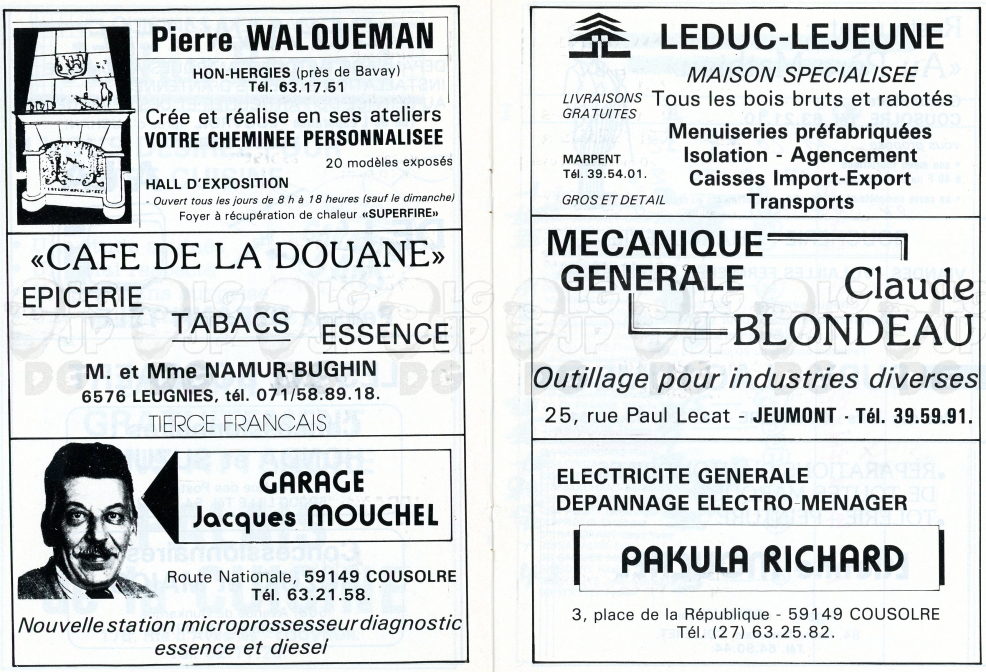 Pierre WALQUEMAN
HON-HERGIES (près de Bavay)
Tél. 63.17.51
Crée et réalise en ses ateliers
VOTRE CHEMINEE PERSONNALISEE
20 modèles exposés
HALL D'EXPOSITION
- Ouvert tous les jours de 8 h à 18 heures (sauf le dimanche)
Foyer à récupération de chaleur «SUPERFIRE»
«CAFE DE LA DOUANE»
EPICERIE
TABACS
ESSENCE
M. et Mme NAMUR-BUGHIN
6576 LEUGNIES, tél. 071/58.89.18.
TIERCE FRANCAIS
GARAGE
Jacques MOUCHEL
Route Nationale, 59149 COUSOLRE
Tél. 63.21.58.
Nouvelle station microprossesseur diagnostic
essence et diesel
LEDUC-LEJEUNE
MAISON SPECIALISEE
LIVRAISONS
GRATUITES
Tous les bois bruts et rabotés
Menuiseries préfabriquées
Isolation - Agencement
Caisses Import-Export
Transports
MARPENT
Tél. 39.54.01.
GROS ET DETAIL
MECANIQUE
GENERALE
Claude
BLONDEAU
Outillage pour industries diverses
25, rue Paul Lecat - JEUMONT - Tél. 39.59.91.
ELECTRICITE GENERALE
DEPANNAGE ELECTRO-MENAGER
PAKULA RICHARD
3, place de la République - 59149 COUSOLRE
Tél. (27) 63.25.82.